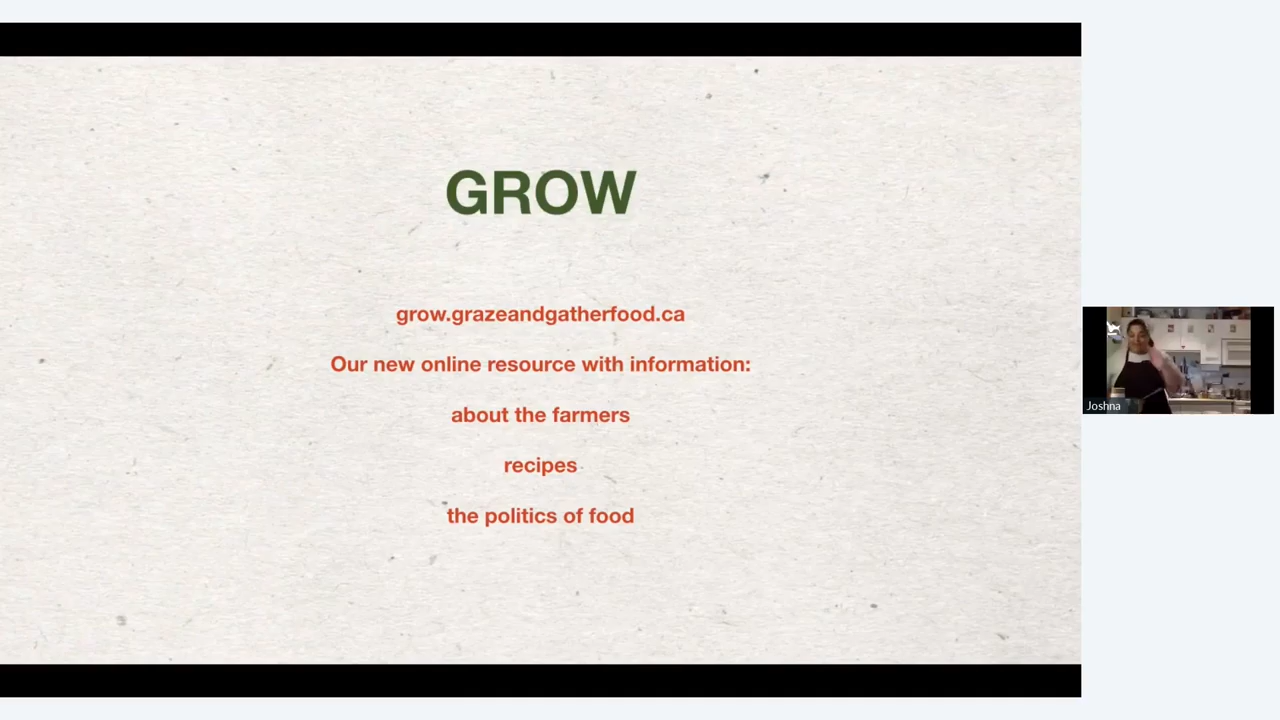 GROW
grow.grazeandgatherfood.ca
Our new online resource with information:
about the farmers
recipes
the politics of food
Joshna